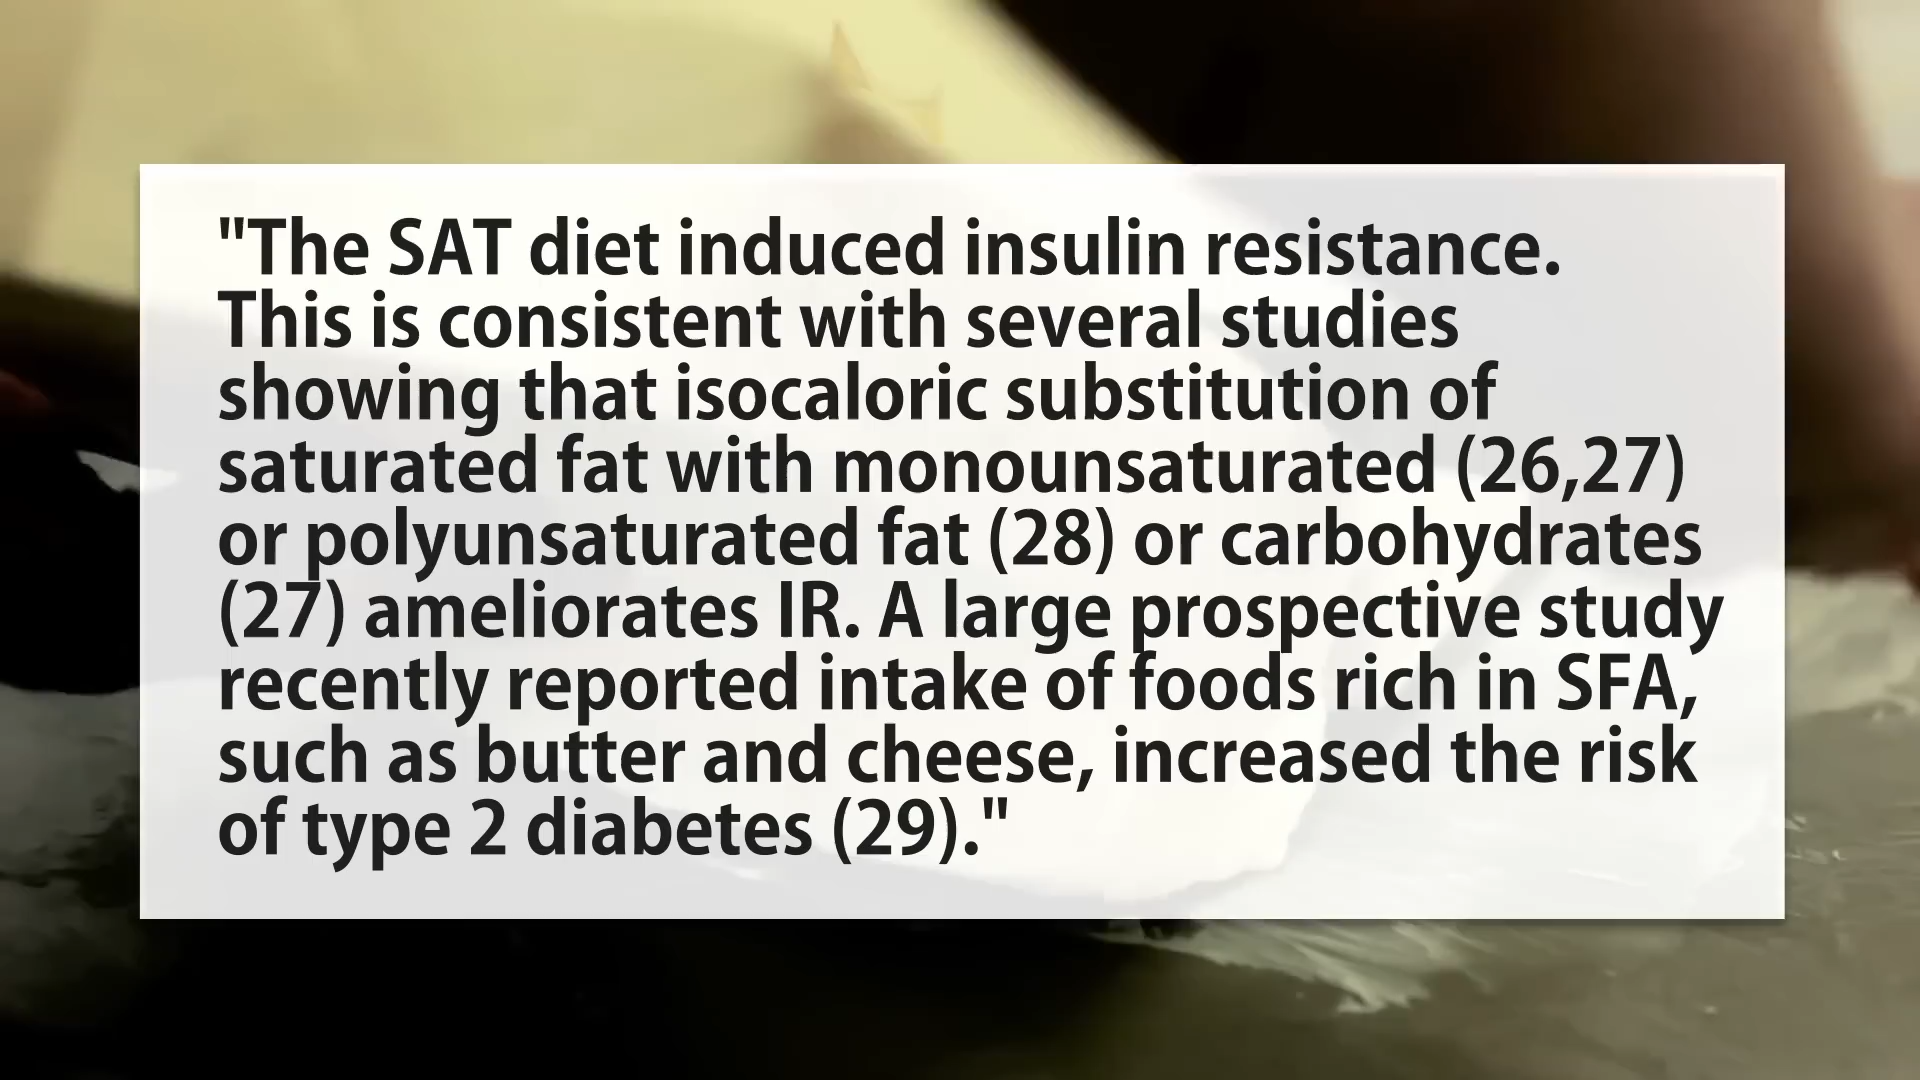 "The SAT diet induced insulin resistance.
This is consistent with several studies
showing that isocaloric substitution of
saturated fat with monounsaturated (26,27)
or polyunsaturated fat (28) or carbohydrates
(27) ameliorates IR. A large prospective study
recently reported intake of foods rich in SFA,
such as butter and cheese, increased the risk
of type 2 diabetes (29)."